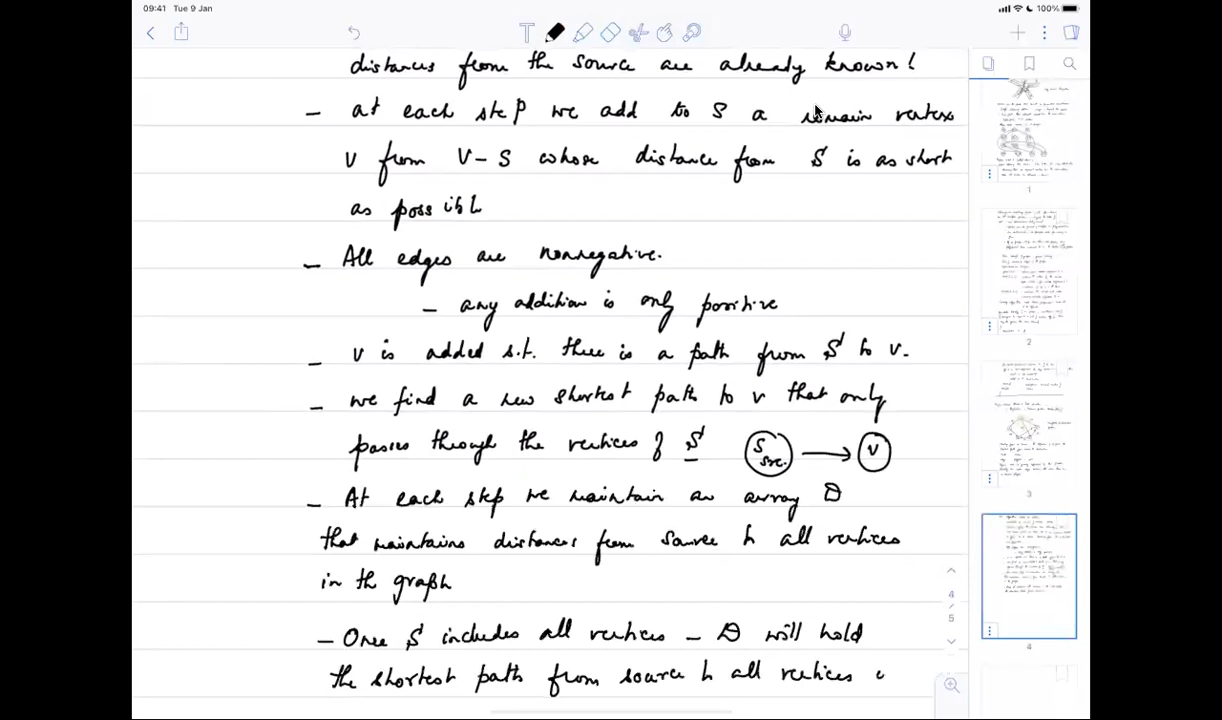 09:41 Tue 9 Jan
100%
distances from the source are already known!
- at each step we add to S a remain vertex
v from V-S whose distance from S is as short
as possible
- All edges are nonnegative.
- any addition is only positive
- v is added s.t. there is a path from S to v.
- we find a new shortest path to v that only
passes through the vertices of S
S src. → v
- At each step we maintain an array D
that maintains distances from source to all vertices
in the graph
- Once S includes all vertices - D will hold
the shortest path from source to all vertices
1
2
3
4
4
5